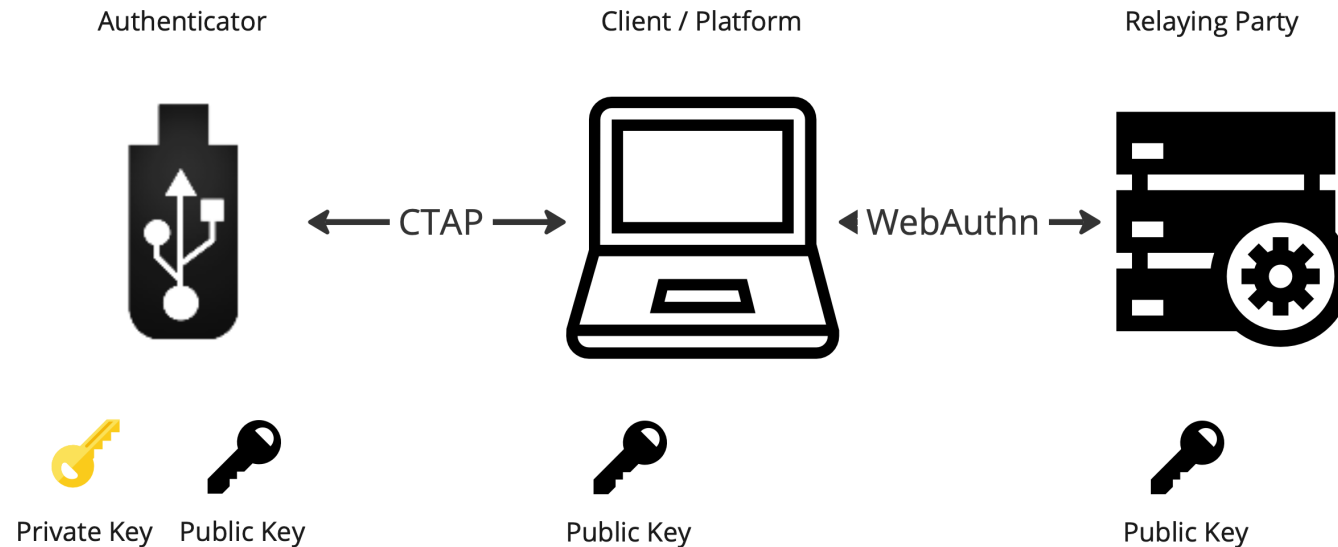 Authenticator
Client / Platform
Relaying Party
CTAP
WebAuthn
Private Key
Public Key
Public Key
Public Key